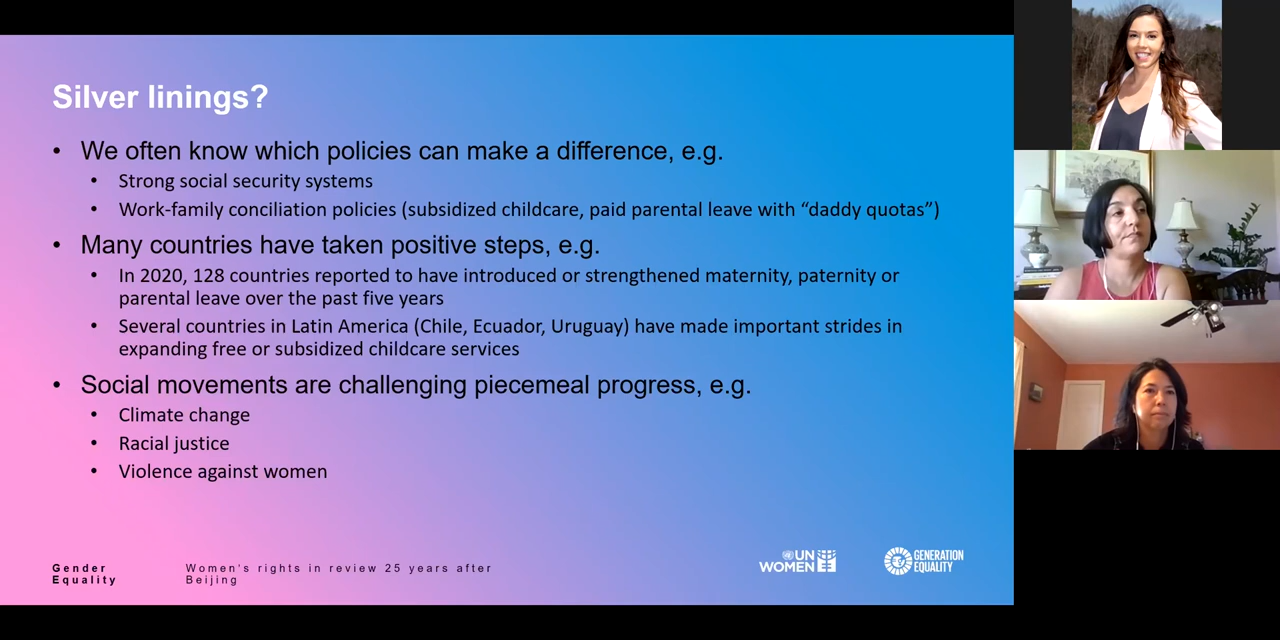 Silver linings?
• We often know which policies can make a difference, e.g.
• Strong social security systems
• Work-family conciliation policies (subsidized childcare, paid parental leave with “daddy quotas”)
• Many countries have taken positive steps, e.g.
• In 2020, 128 countries reported to have introduced or strengthened maternity, paternity or
parental leave over the past five years
• Several countries in Latin America (Chile, Ecuador, Uruguay) have made important strides in
expanding free or subsidized childcare services
• Social movements are challenging piecemeal progress, e.g.
• Climate change
• Racial justice
• Violence against women
Gender
Equality
Women's rights in review 25 years after
Beijing
UN
WOMEN
GENERATION
EQUALITY